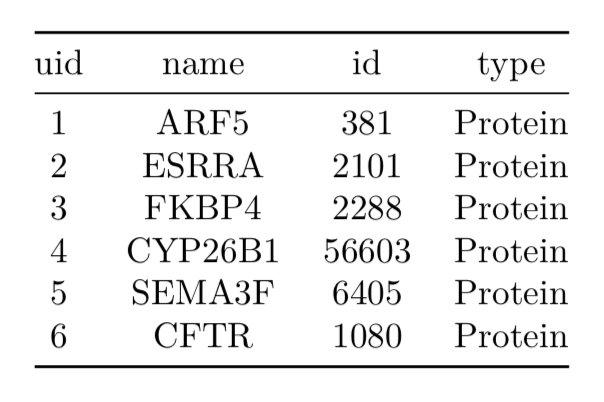 uid name id type
1 ARF5 381 Protein
2 ESRRA 2101 Protein
3 FKBP4 2288 Protein
4 CYP26B1 56603 Protein
5 SEMA3F 6405 Protein
6 CFTR 1080 Protein